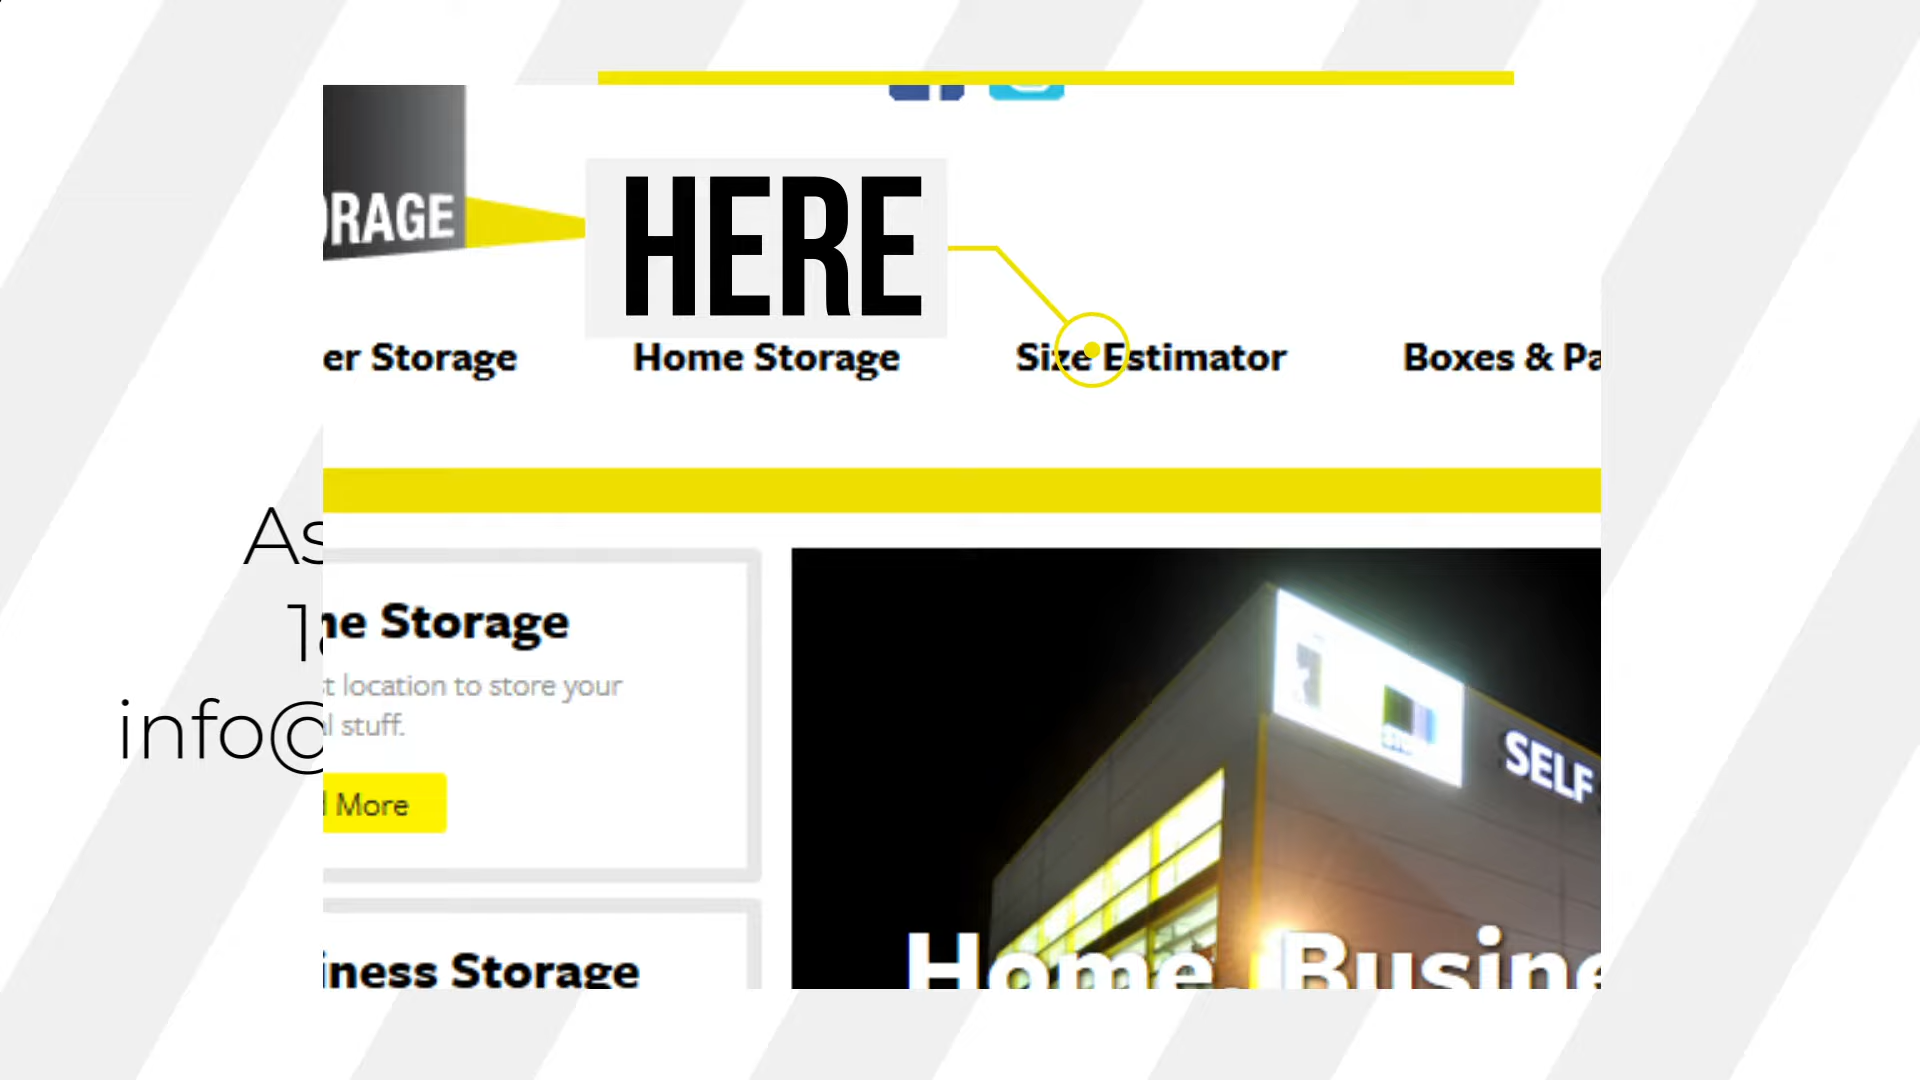 ORAGE
HERE
er Storage Home Storage Size Estimator Boxes & Pa
As
info@
ne Storage
t location to store your
l stuff.
More
SELF
iness Storage
Home, Busine